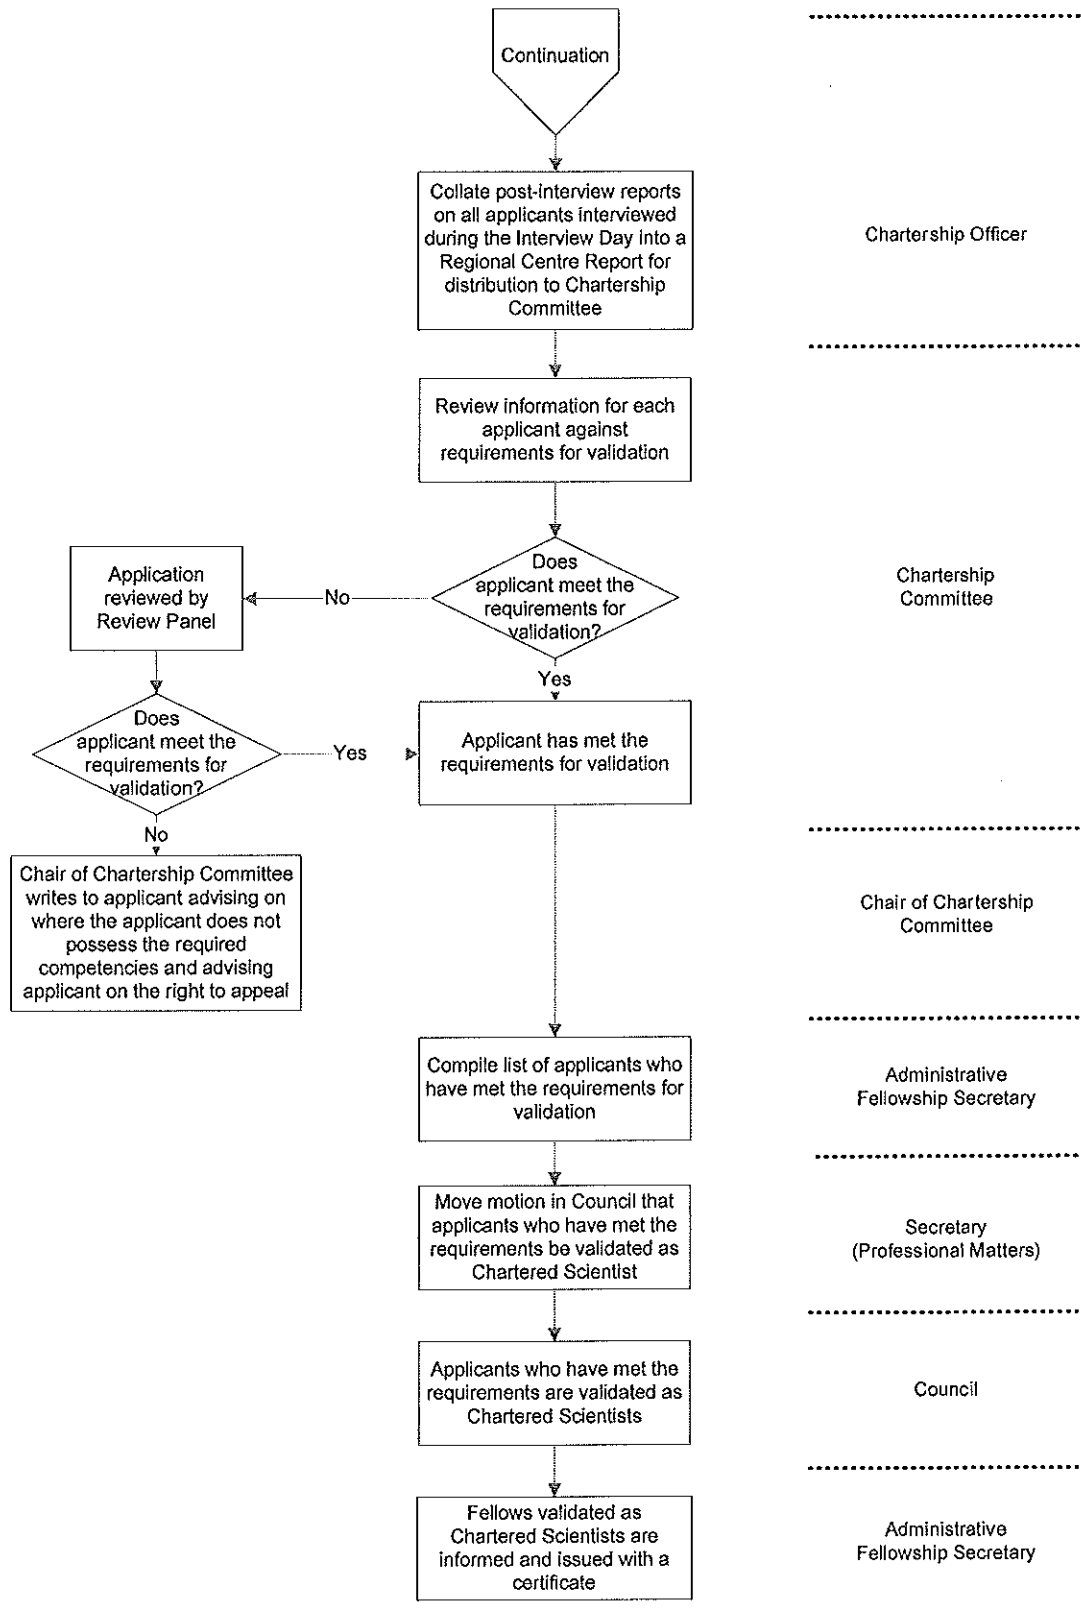 Continuation
Collate post-interview reports
on all applicants interviewed
during the Interview Day into a
Regional Centre Report for
distribution to Chartership
Committee
Chartership Officer
Review information for each
applicant against
requirements for validation
Does
applicant meet the
requirements for
validation?
No
Application
reviewed by
Review Panel
Chartership
Committee
Yes
Does
applicant meet the
requirements for
validation?
Yes
Applicant has met the
requirements for validation
No
Chair of Chartership Committee
writes to applicant advising on
where the applicant does not
possess the required
competencies and advising
applicant on the right to appeal
Chair of Chartership
Committee
Compile list of applicants who
have met the requirements for
validation
Administrative
Fellowship Secretary
Move motion in Council that
applicants who have met the
requirements be validated as
Chartered Scientist
Secretary
(Professional Matters)
Applicants who have met the
requirements are validated as
Chartered Scientists
Council
Fellows validated as
Chartered Scientists are
informed and issued with a
certificate
Administrative
Fellowship Secretary